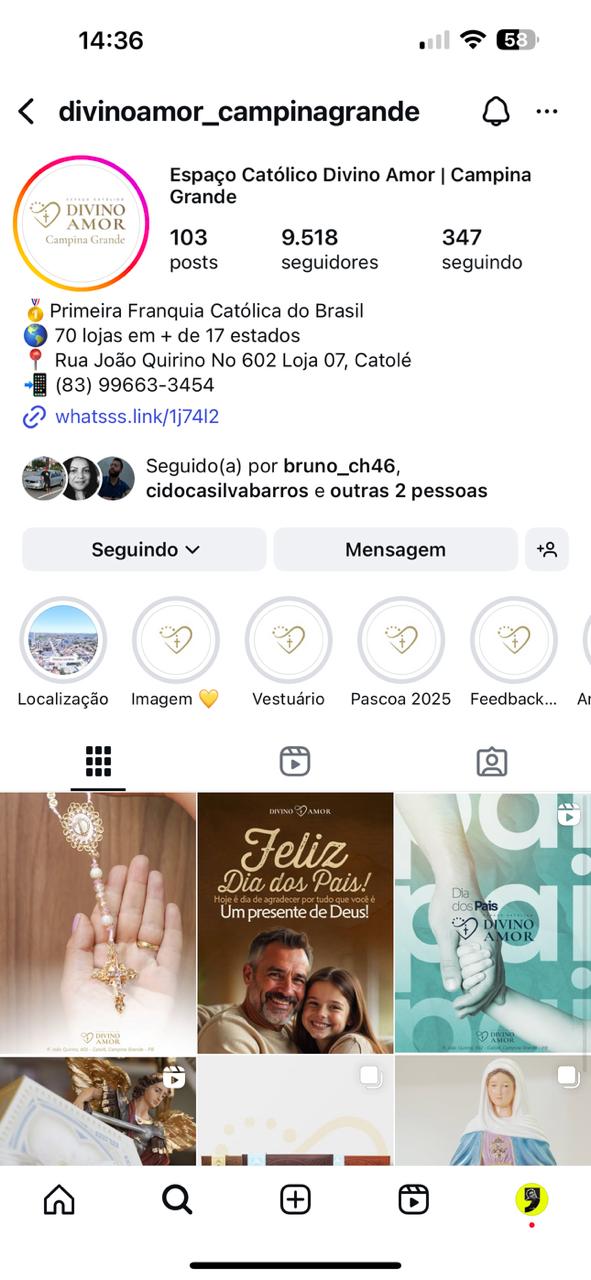 14:36
58
divinoamor_campinagrande
ESPAÇO CATÓLICO
DIVINO
AMOR
Campina Grande
Espaço Católico Divino Amor | Campina
Grande
103
posts
9.518
seguidores
347
seguindo
Primeira Franquia Católica do Brasil
70 lojas em + de 17 estados
Rua João Quirino No 602 Loja 07, Catolé
(83) 99663-3454
whatsss.link/1j74l2
Seguido(a) por bruno_ch46,
cidocasilvabarros e outras 2 pessoas
Seguindo
Mensagem
Localização
Imagem 💛
Vestuário
Pascoa 2025
Feedback...
DIVINO
AMOR
DIVINO AMOR
Feliz
Dia dos Pais!
Hoje é dia de agradecer por tudo que você é
Um presente de Deus!
pai
pai
Dia
dos Pais
DIVINO
AMOR
DIVINO
AMOR